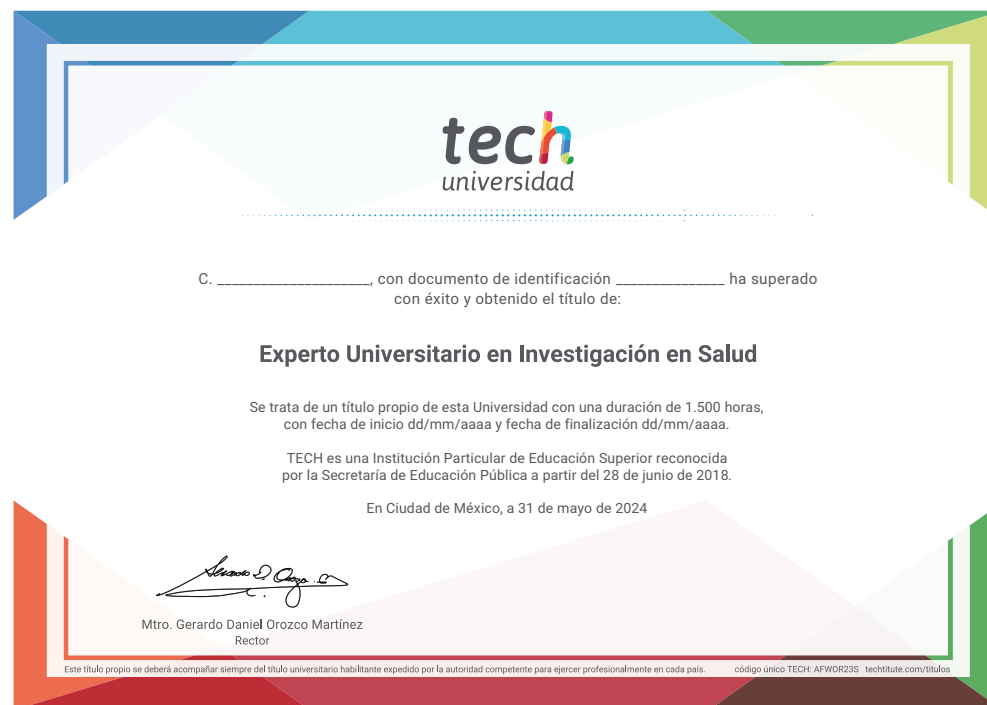 tech
universidad
C. _____________________, con documento de identificación _______________ ha superado
con éxito y obtenido el título de:
Experto Universitario en Investigación en Salud
Se trata de un título propio de esta Universidad con una duración de 1.500 horas,
con fecha de inicio dd/mm/aaaa y fecha de finalización dd/mm/aaaa.
TECH es una Institución Particular de Educación Superior reconocida
por la Secretaría de Educación Pública a partir del 28 de junio de 2018.
En Ciudad de México, a 31 de mayo de 2024
Mtro. Gerardo Daniel Orozco Martínez
Rector
Este título propio se deberá acompañar siempre del título universitario habilitante expedido por la autoridad competente para ejercer profesionalmente en cada país. código único TECH: AFWOR23S techtitute.com/titulos